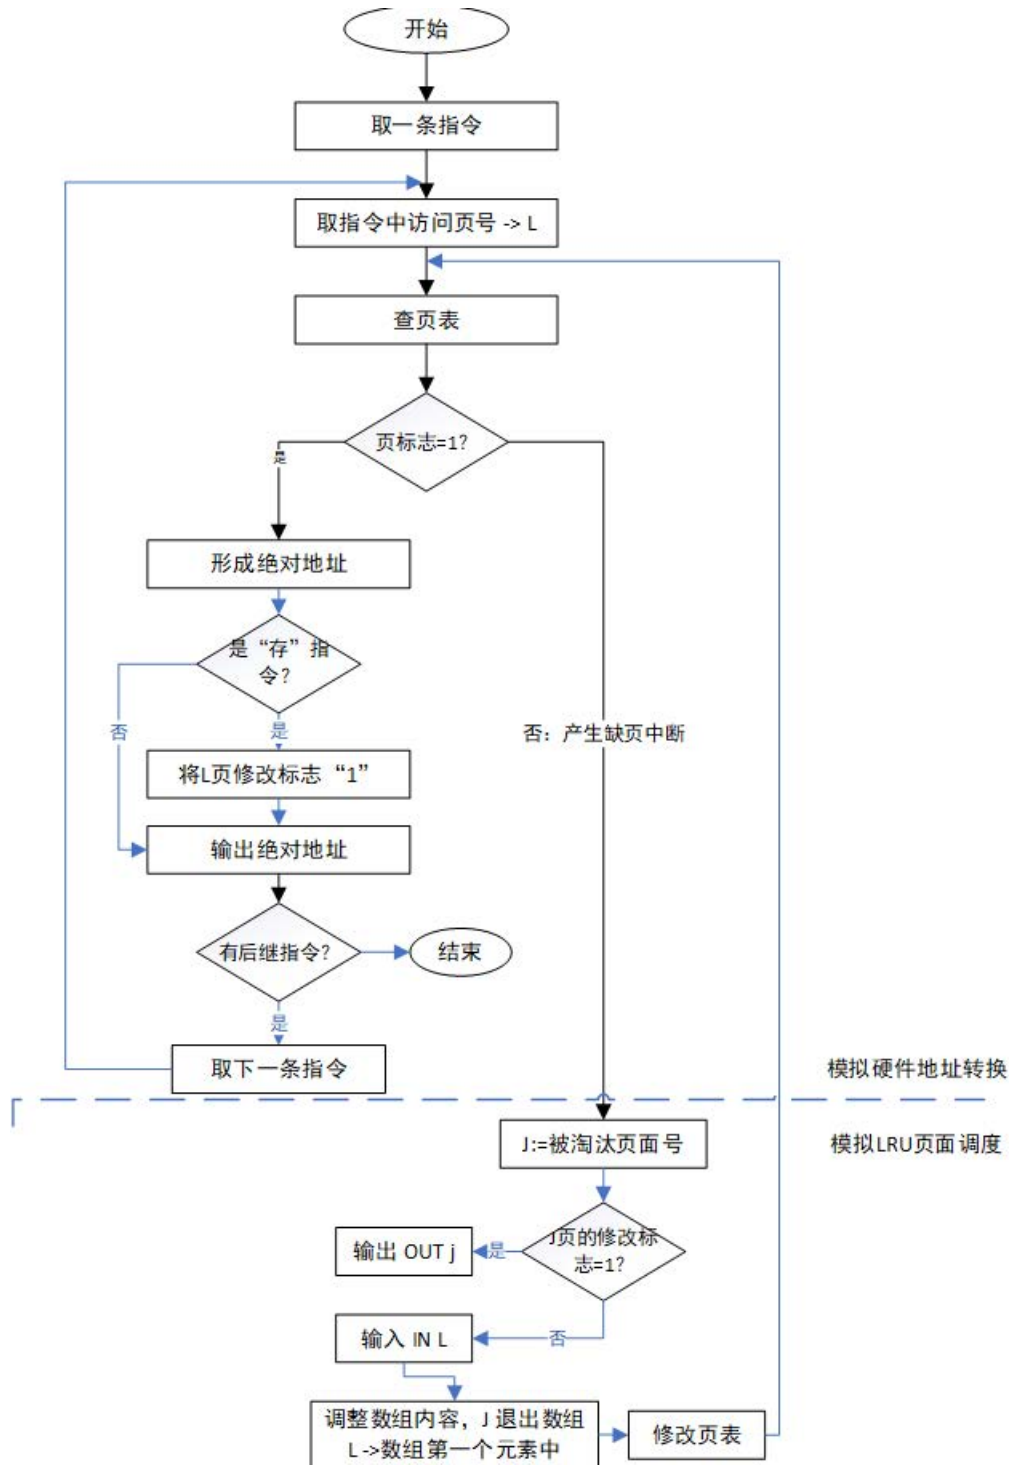 开始
取一条指令
取指令中访问页号 -> L
查页表
页标志=1?
是
形成绝对地址
是“存”指
令?
否
是
否：产生缺页中断
将L页修改标志“1”
输出绝对地址
有后继指令?
结束
是
取下一条指令
模拟硬件地址转换
J:=被淘汰页面号
模拟LRU页面调度
J页的修改标
志=1?
是
输出 OUT j
否
输入 IN L
调整数组内容，J 退出数组
L ->数组第一个元素中
修改页表